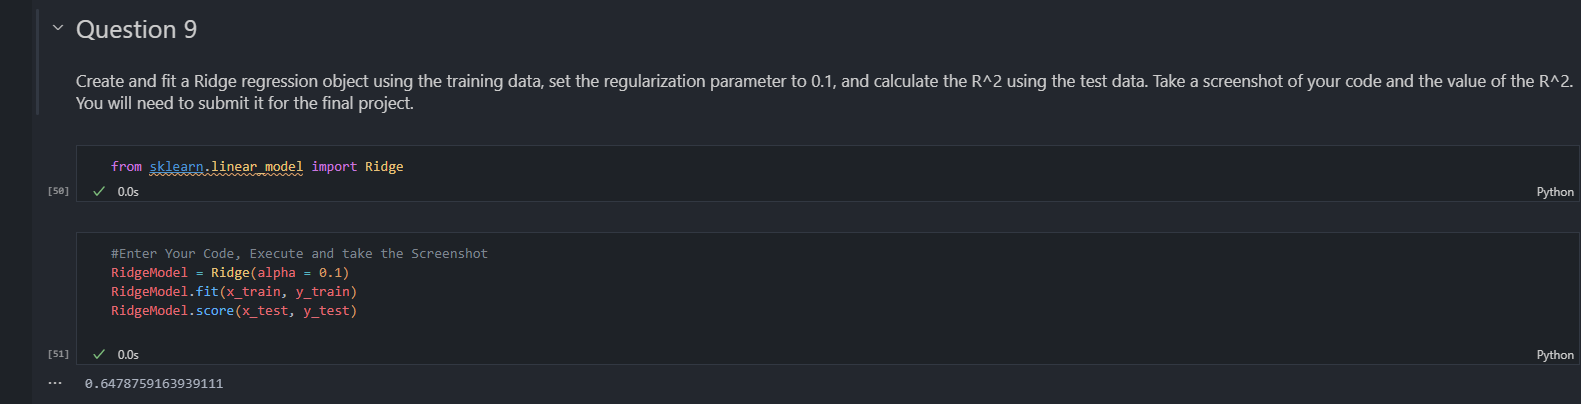 Question 9
Create and fit a Ridge regression object using the training data, set the regularization parameter to 0.1, and calculate the R^2 using the test data. Take a screenshot of your code and the value of the R^2.
You will need to submit it for the final project.
from sklearn.linear_model import Ridge
[50] 0.0s Python
#Enter Your Code, Execute and take the Screenshot
RidgeModel = Ridge(alpha = 0.1)
RidgeModel.fit(x_train, y_train)
RidgeModel.score(x_test, y_test)
[51] 0.0s Python
... 0.6478759163939111